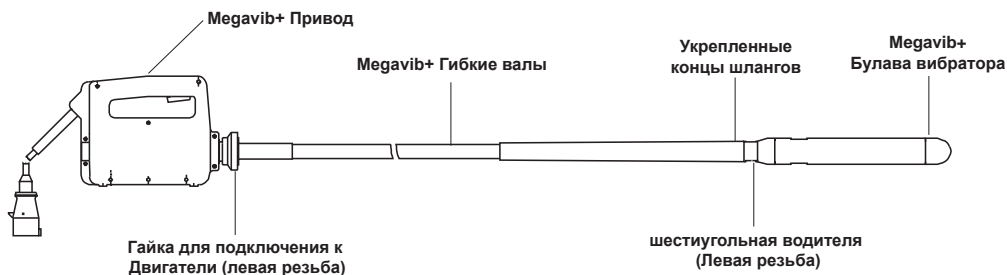 Megavib+ Привод
Megavib+ Гибкие валы
Укрепленные
концы шлангов
Megavib+
Булава вибратора
Гайка для подключения к
Двигатели (левая резьба)
шестиугольная водителя
(Левая резьба)